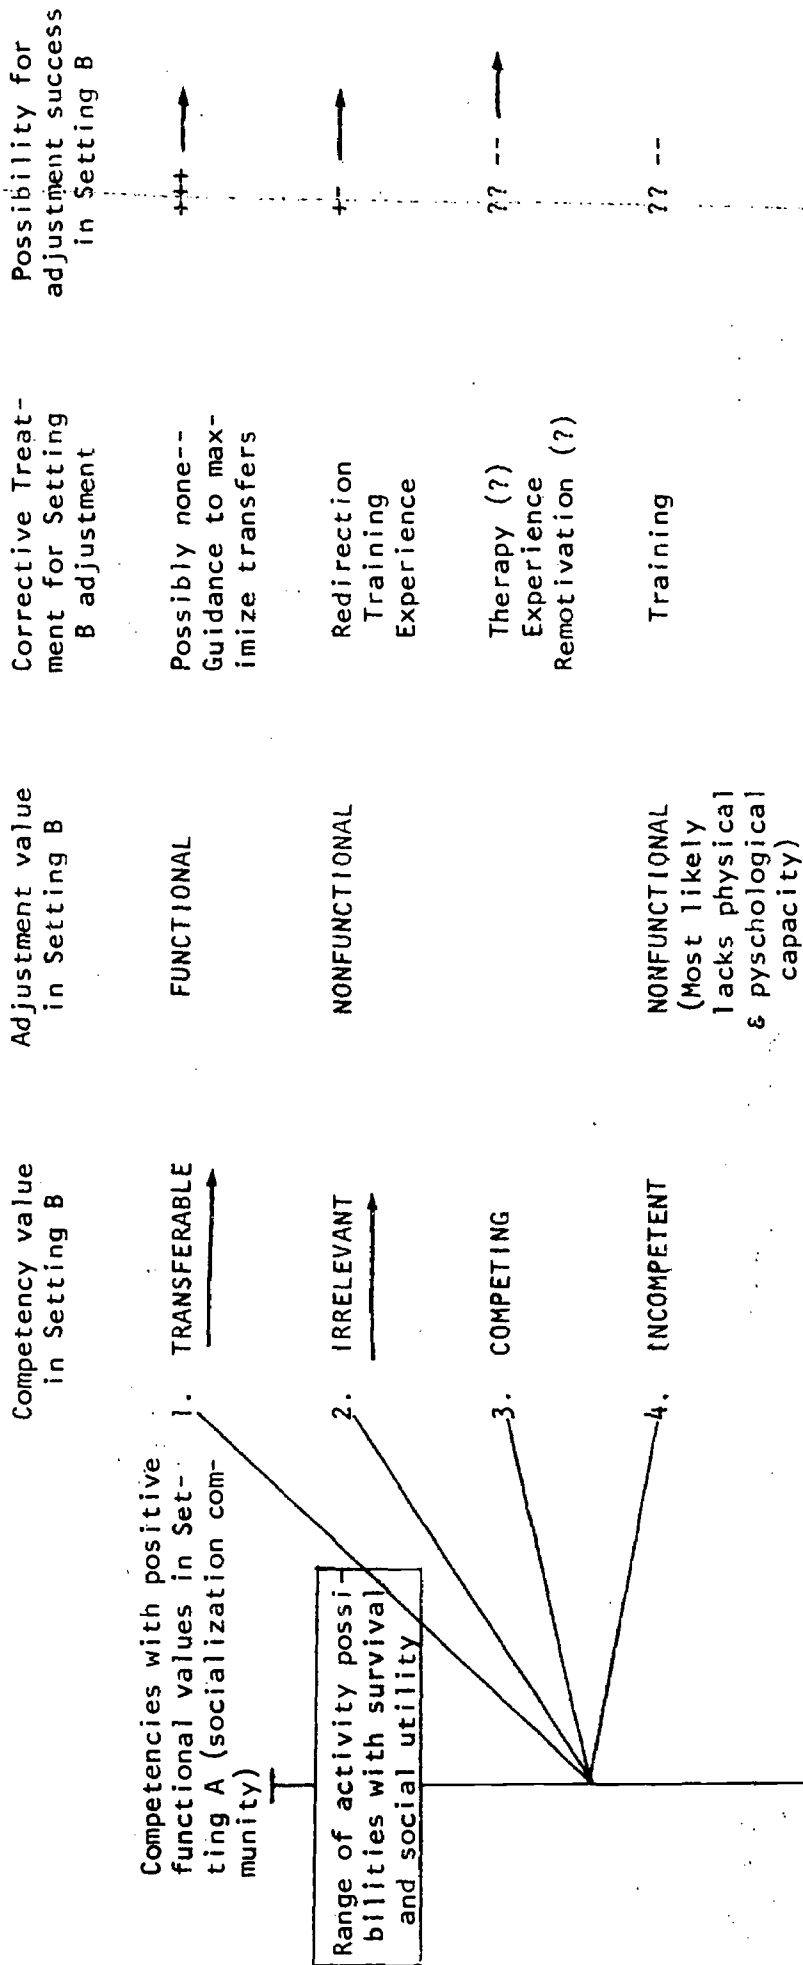 Competency value
in Setting B
Adjustment value
in Setting B
Corrective Treat-
ment for Setting
B adjustment
Possibility for
adjustment success
in Setting B
Competencies with positive
functional values in Set-
ting A (socialization com-
munity)
Range of activity possi-
bilities with survival
and social utility
1. TRANSFERABLE
FUNCTIONAL
Possibly none--
Guidance to max-
imize transfers
+++
2. IRRELEVANT
NONFUNCTIONAL
Redirection
Training
Experience
+-
3. COMPETING
Therapy (?)
Experience
Remotivation (?)
?? --
4. INCOMPETENT
NONFUNCTIONAL
(Most likely
lacks physical
& pyschological
capacity)
Training
?? --